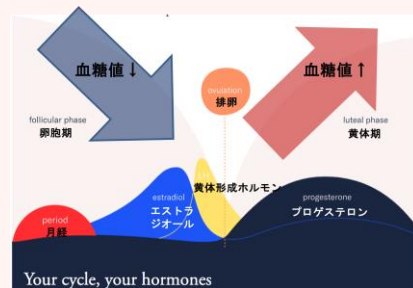 血糖値↓
血糖値↑
ovulation
排卵
follicular phase
卵胞期
luteal phase
黄体期
LH
黄体形成ホルモン
estradiol
エストラ
ジオール
progesterone
プロゲステロン
period
月経
Your cycle, your hormones